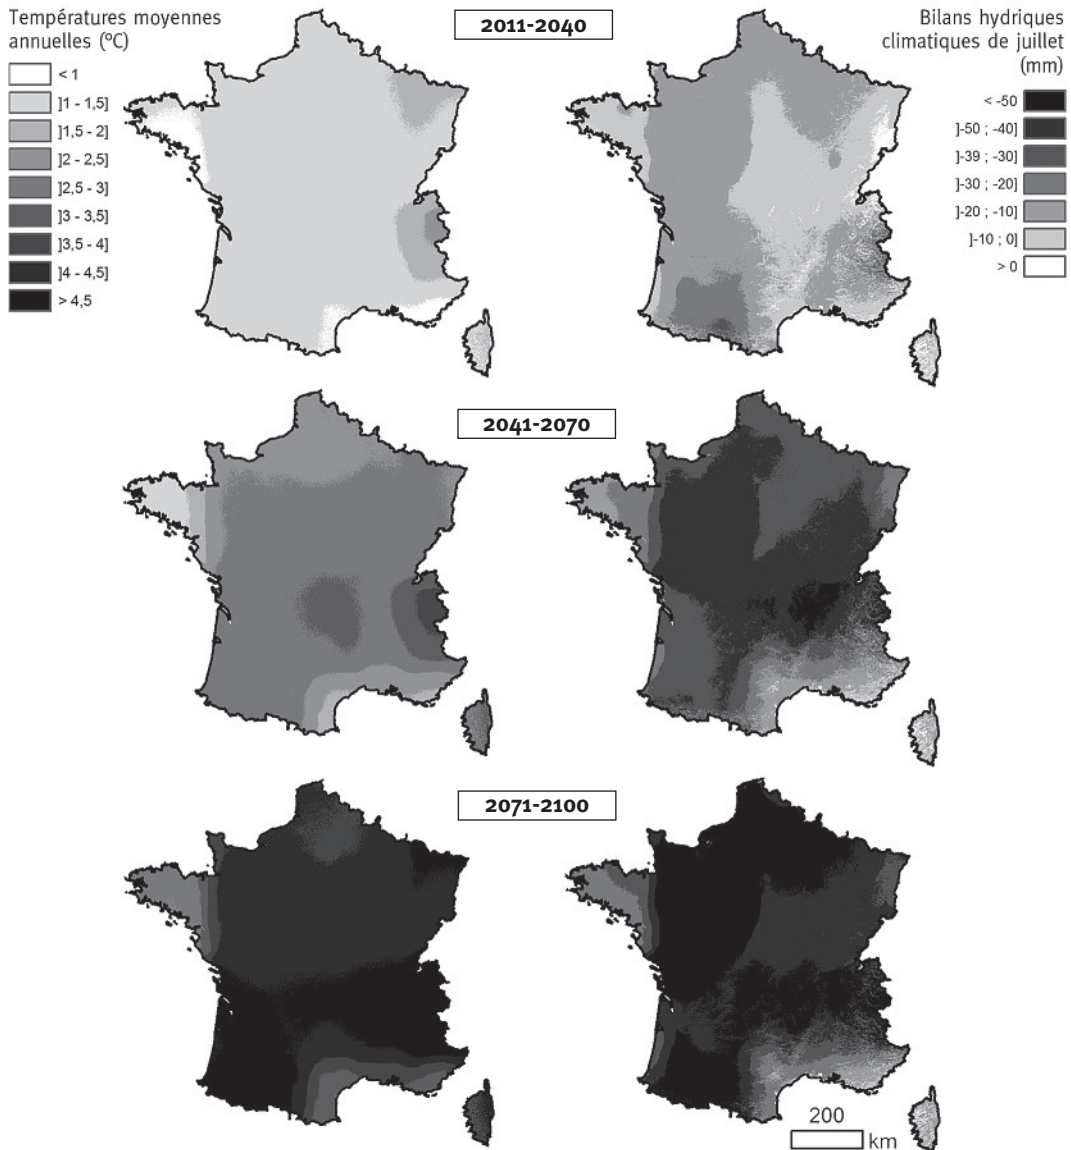 Températures moyennes
annuelles (ºC)
< 1
]1 - 1,5]
]1,5 - 2]
]2 - 2,5]
]2,5 - 3]
]3 - 3,5]
]3,5 - 4]
]4 - 4,5]
> 4,5
2011-2040
Bilans hydriques
climatiques de juillet
(mm)
< -50
]-50 ; -40]
]-39 ; -30]
]-30 ; -20]
]-20 ; -10]
]-10 ; 0]
> 0
2041-2070
2071-2100
200
km